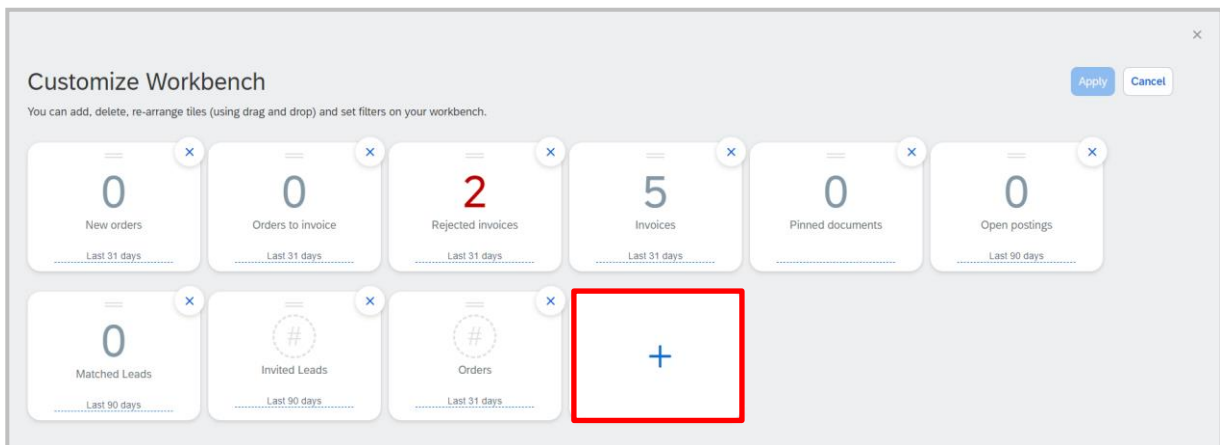 ×
Customize Workbench
Apply
Cancel
You can add, delete, re-arrange tiles (using drag and drop) and set filters on your workbench.
0
New orders
Last 31 days
0
Orders to invoice
Last 31 days
2
Rejected invoices
Last 31 days
5
Invoices
Last 31 days
0
Pinned documents
0
Open postings
Last 90 days
0
Matched Leads
Last 90 days
#
Invited Leads
Last 90 days
#
Orders
Last 31 days
+